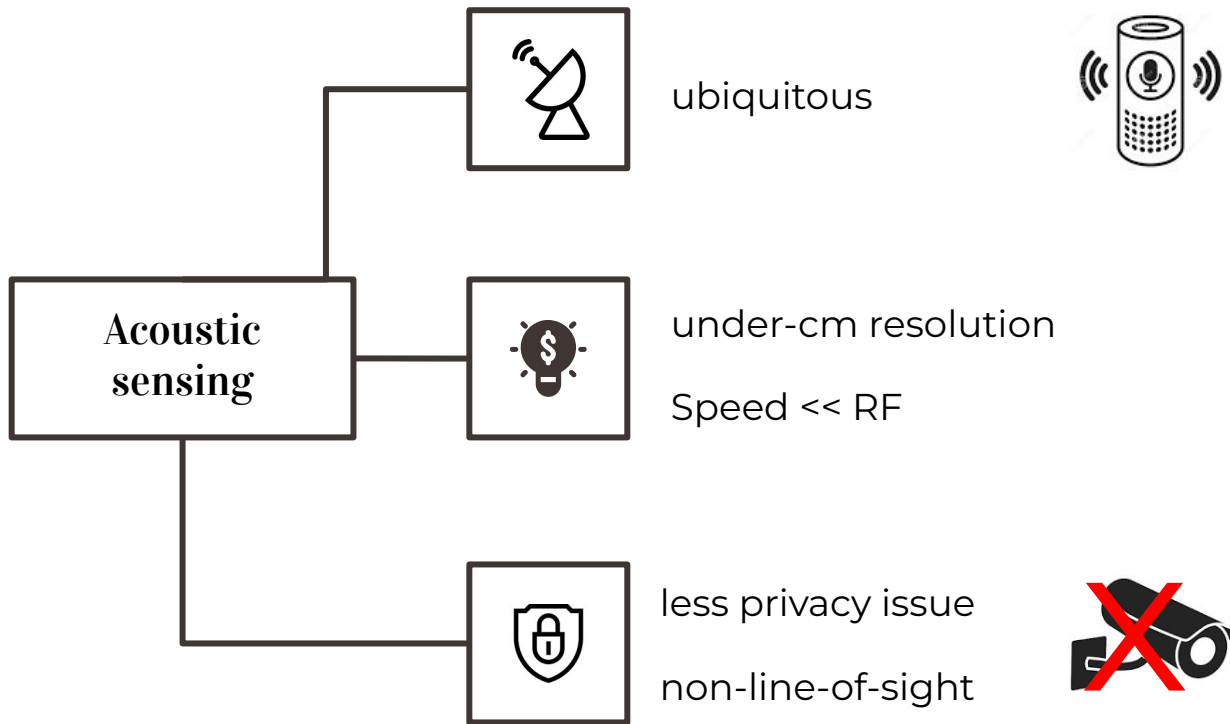 ubiquitous
Acoustic
sensing
$
under-cm resolution
Speed << RF
less privacy issue
non-line-of-sight